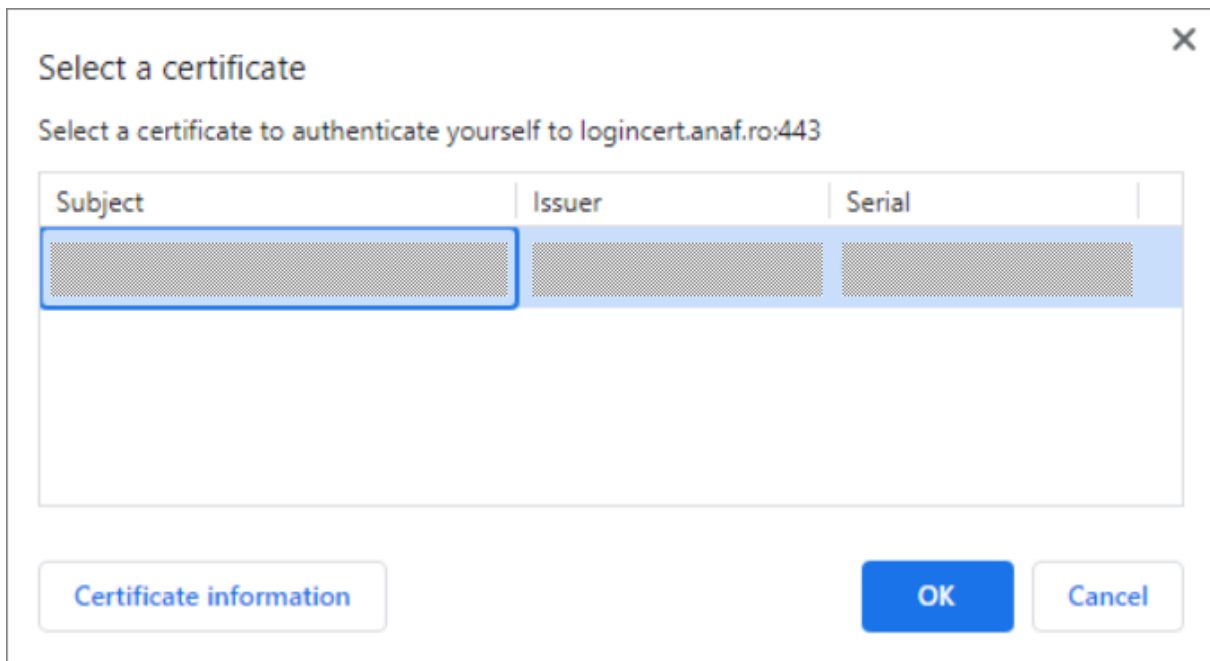 Select a certificate
Select a certificate to authenticate yourself to logincert.anaf.ro:443
Subject Issuer Serial
Certificate information OK Cancel